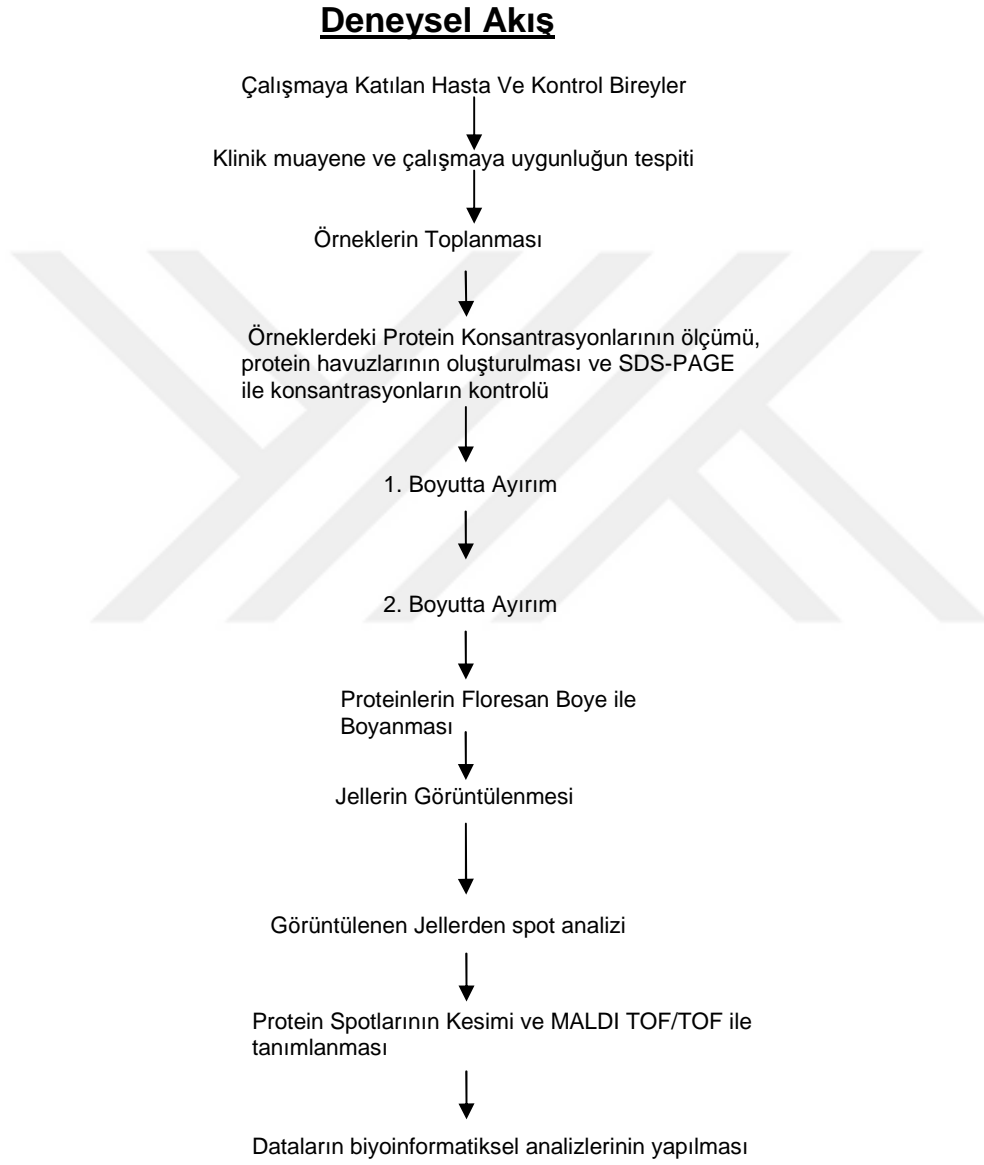 Deneysel Akış
Çalışmaya Katılan Hasta Ve Kontrol Bireyler
Klinik muayene ve çalışmaya uygunluğun tespiti
Örneklerin Toplanması
Örneklerdeki Protein Konsantrasyonlarının ölçümü,
protein havuzlarının oluşturulması ve SDS-PAGE
ile konsantrasyonların kontrolü
1. Boyutta Ayırım
2. Boyutta Ayırım
Proteinlerin Floresan Boye ile
Boyanması
Jellerin Görüntülenmesi
Görüntülenen Jellerden spot analizi
Protein Spotlarının Kesimi ve MALDI TOF/TOF ile
tanımlanması
Dataların biyoinformatiksel analizlerinin yapılması